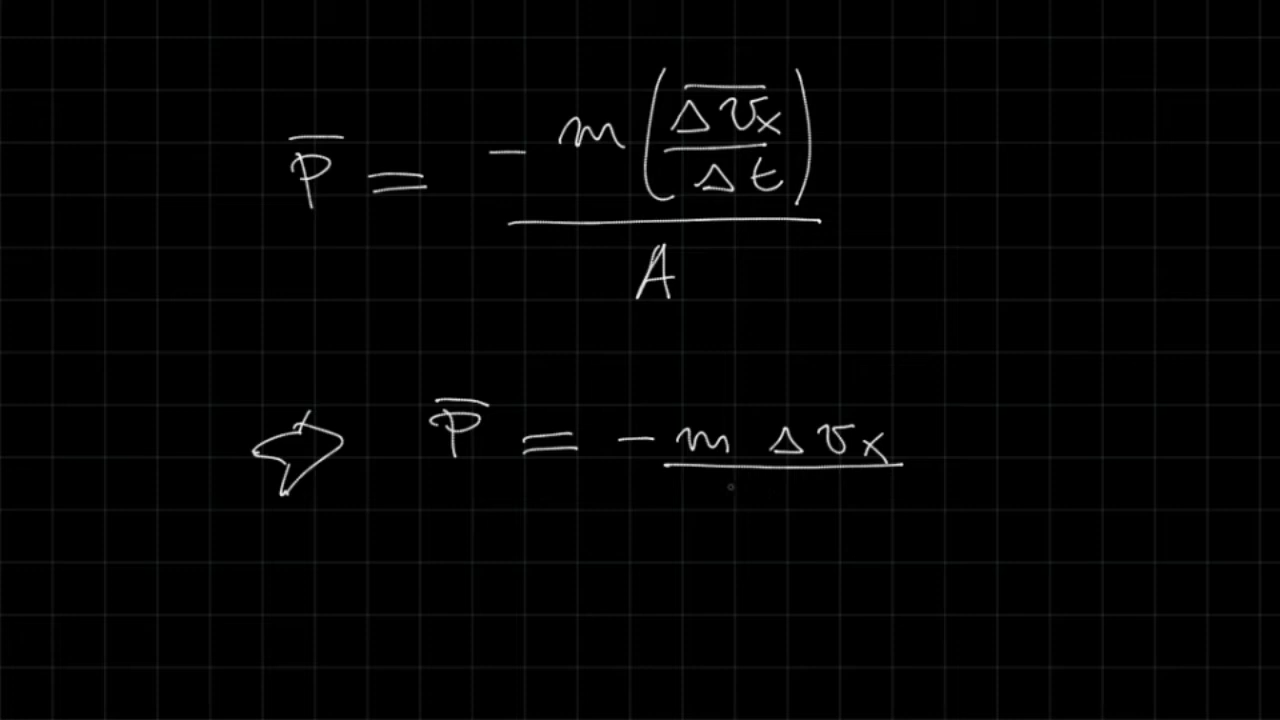 P̅ = − m (Δv̅x / Δt) / A
⇒ P̅ = − m Δvx